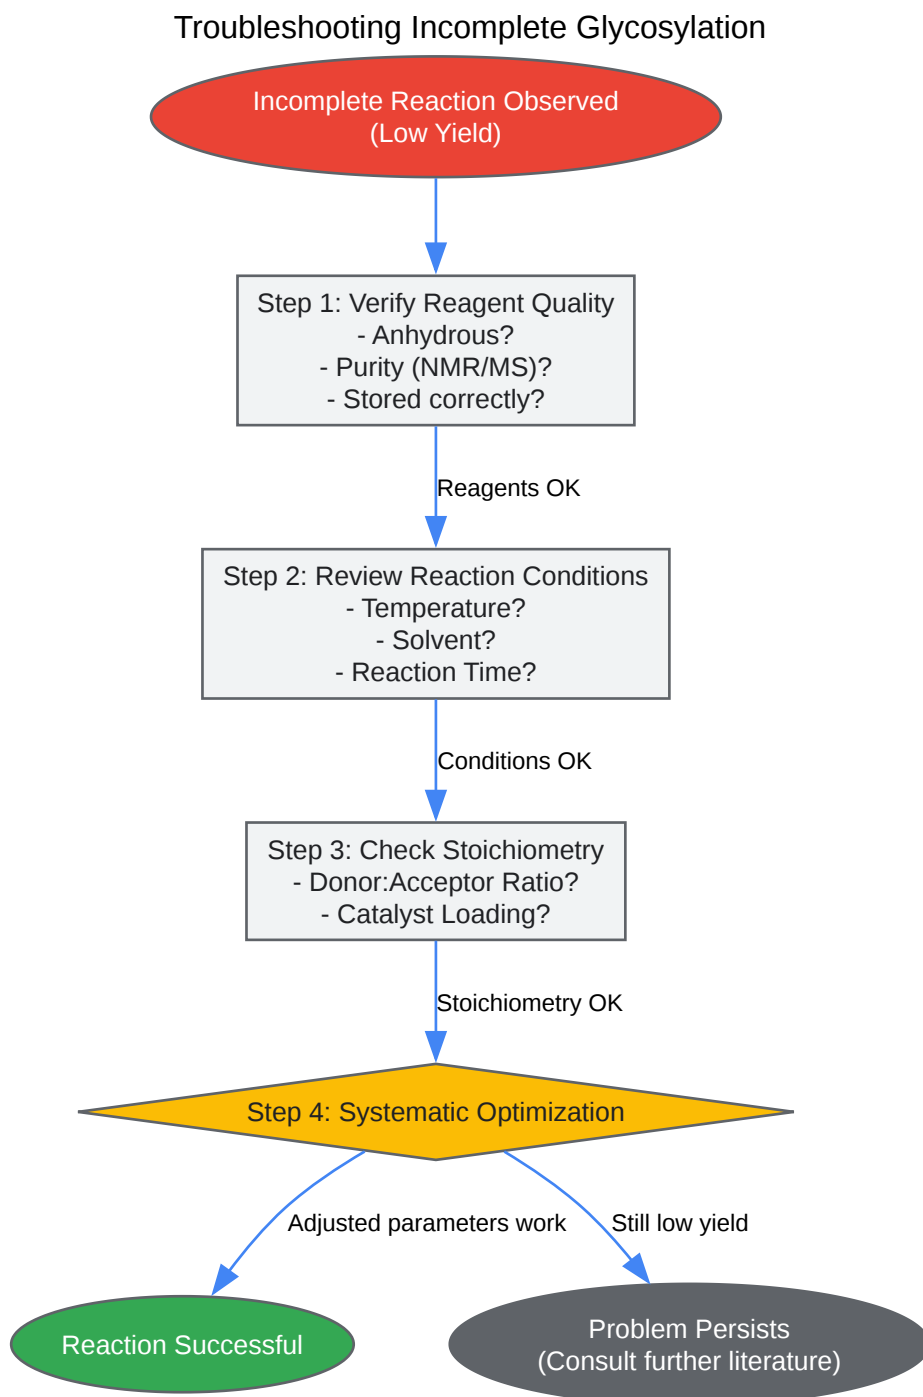 Troubleshooting Incomplete Glycosylation
Incomplete Reaction Observed
(Low Yield)
Step 1: Verify Reagent Quality
- Anhydrous?
- Purity (NMR/MS)?
- Stored correctly?
Reagents OK
Step 2: Review Reaction Conditions
- Temperature?
- Solvent?
- Reaction Time?
Conditions OK
Step 3: Check Stoichiometry
- Donor:Acceptor Ratio?
- Catalyst Loading?
Stoichiometry OK
Step 4: Systematic Optimization
Adjusted parameters work
Still low yield
Reaction Successful
Problem Persists
(Consult further literature)